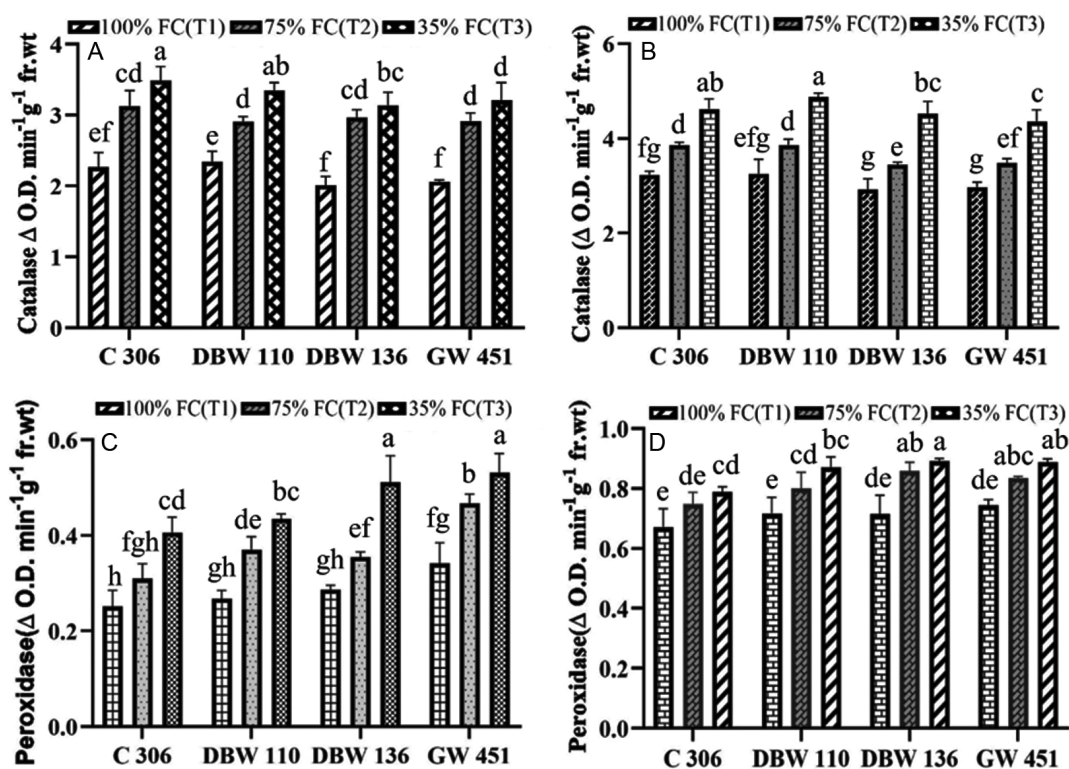 100% FC(T1) 75% FC(T2) 35% FC(T3)
A
Catalase Δ O.D. min⁻¹g⁻¹ fr.wt
4
3
2
1
0
ef cd a
e d ab
f cd bc
f d d
C 306 DBW 110 DBW 136 GW 451
100% FC(T1) 75% FC(T2) 35% FC(T3)
B
Catalase (Δ O.D. min⁻¹g⁻¹ fr.wt)
6
4
2
0
fg d ab
efg d a
g e bc
g ef c
C 306 DBW 110 DBW 136 GW 451
100% FC(T1) 75% FC(T2) 35% FC(T3)
C
Peroxidase(Δ O.D. min⁻¹g⁻¹ fr.wt)
0.6
0.4
0.2
0.0
h fgh cd
gh de bc
gh ef a
fg b a
C 306 DBW 110 DBW 136 GW 451
100% FC(T1) 75% FC(T2) 35% FC(T3)
D
Peroxidase(Δ O.D. min⁻¹g⁻¹ fr.wt)
1.0
0.8
0.6
0.4
0.2
0.0
e de cd
e cd bc
de ab a
de abc ab
C 306 DBW 110 DBW 136 GW 451